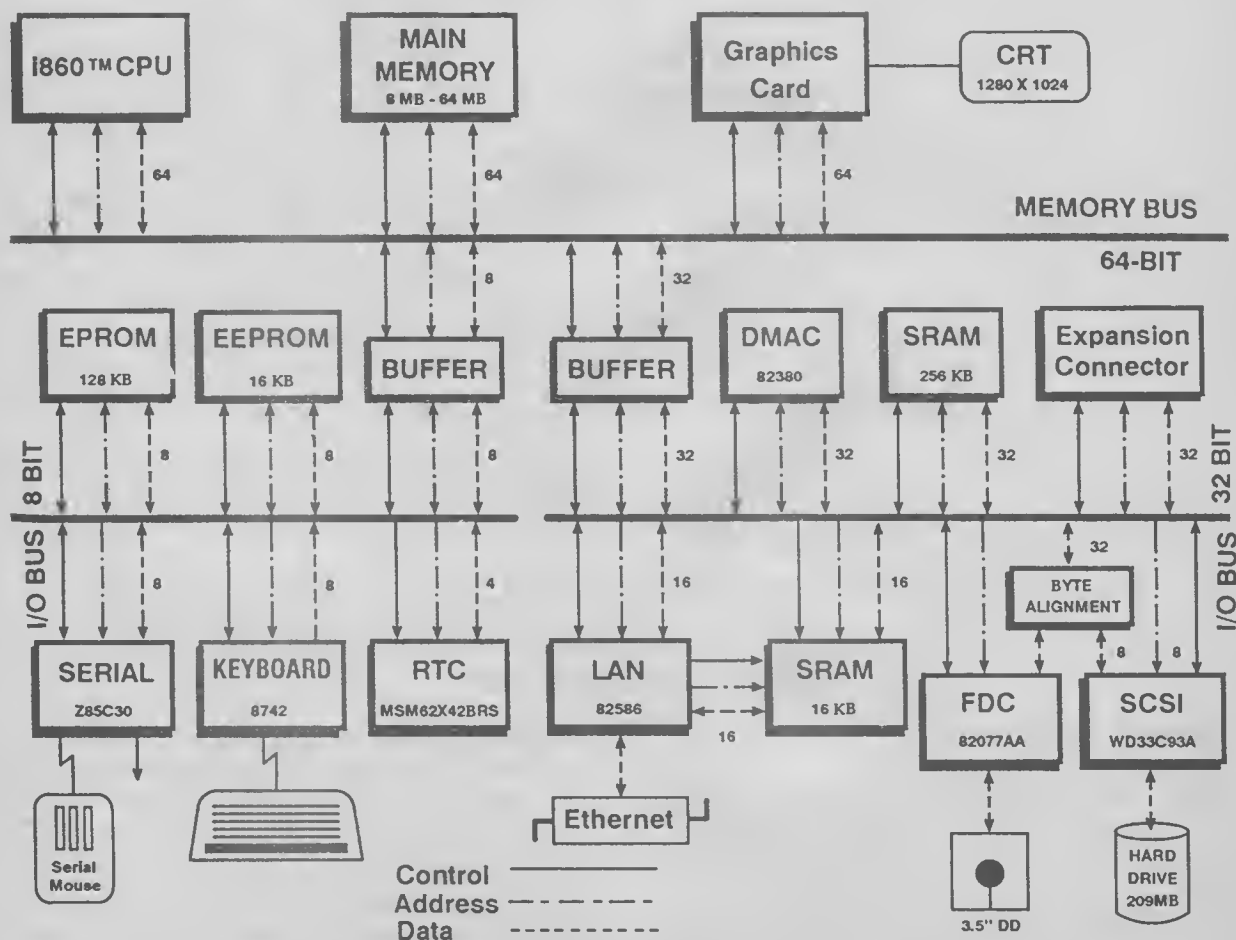 i860™ CPU
MAIN
MEMORY
8 MB - 64 MB
Graphics
Card
CRT
1280 X 1024
64
64
64
MEMORY BUS
64-BIT
8
32
EPROM
128 KB
EEPROM
16 KB
BUFFER
BUFFER
DMAC
82380
SRAM
256 KB
Expansion
Connector
8
8
8
32
32
32
32
I/O BUS 8 BIT
I/O BUS 32 BIT
8
8
4
16
16
32
BYTE
ALIGNMENT
8
8
SERIAL
Z85C30
KEYBOARD
8742
RTC
MSM62X42BRS
LAN
82586
16
SRAM
16 KB
FDC
82077AA
SCSI
WD33C93A
Serial
Mouse
Ethernet
3.5" DD
HARD
DRIVE
209MB
Control
Address
Data